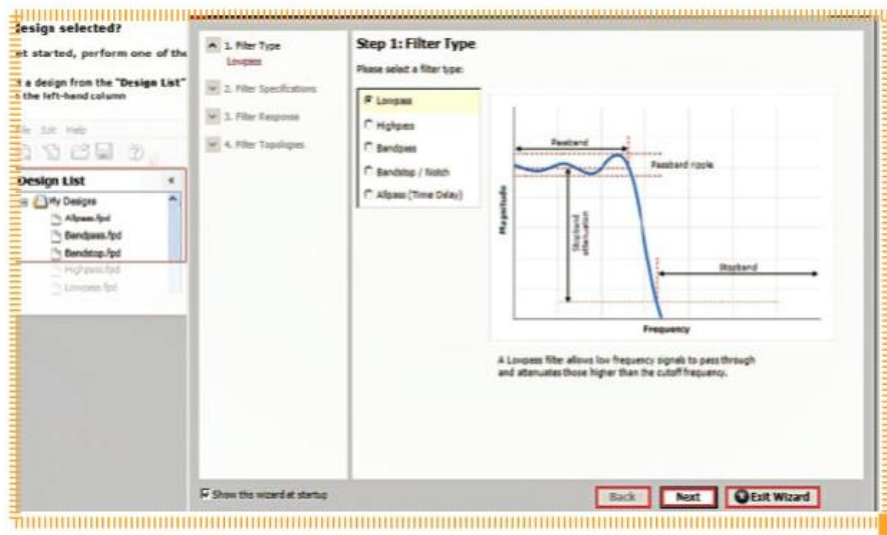 esign selected?
et started, perform one of the
t a design from the "Design List"
the left-hand column
File Edit Help
Design List
My Designs
Allpass.fpd
Bandpass.fpd
Bandstop.fpd
Highpass.fpd
Lowpass.fpd
1. Filter Type
Lowpass
2. Filter Specifications
3. Filter Response
4. Filter Topologies
Show this wizard at startup
Step 1: Filter Type
Please select a filter type:
Lowpass
Highpass
Bandpass
Bandstop / Notch
Allpass (Time Delay)
Passband
Passband ripple
Magnitude
Stopband
attenuation
Stopband
Frequency
A Lowpass filter allows low frequency signals to pass through
and attenuates those higher than the cutoff frequency.
Back Next Exit Wizard